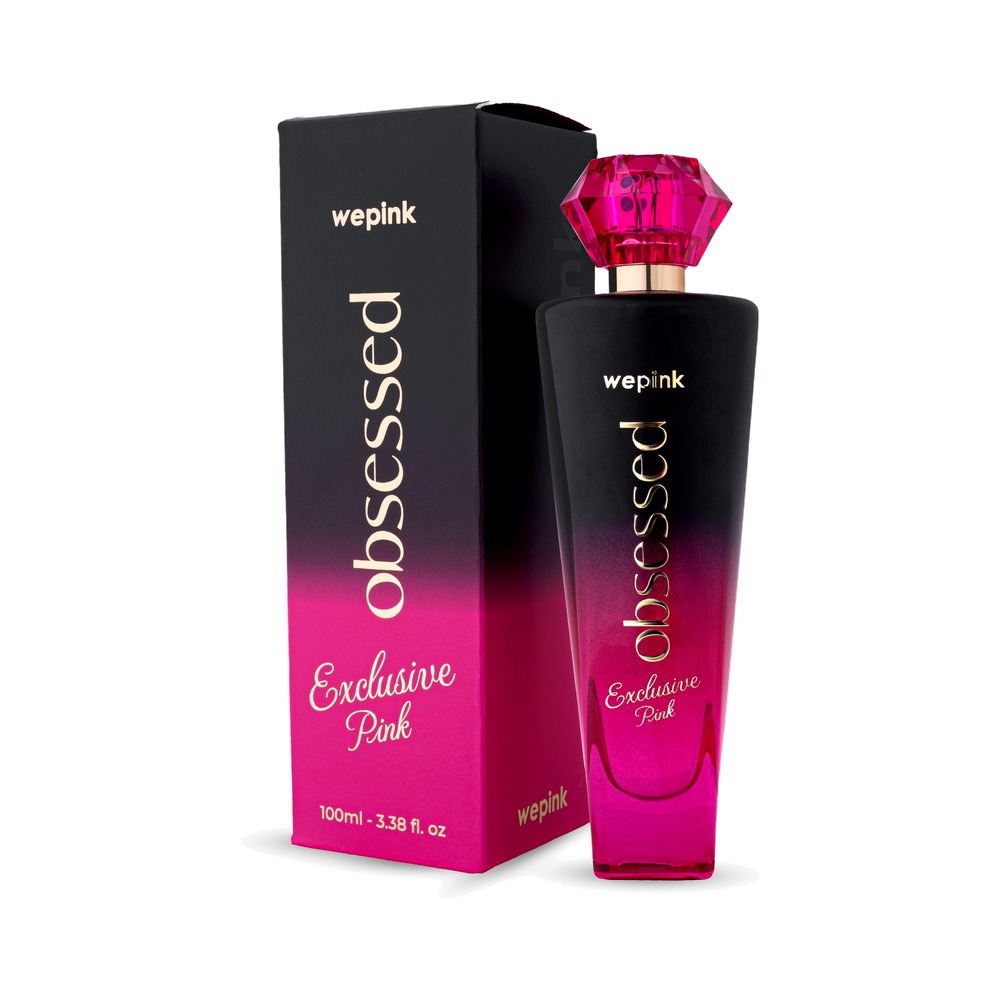 wepink
obsessed
Exclusive
Pink
100ml - 3.38 fl. oz
wepink
wepink
obsessed
Exclusive
Pink